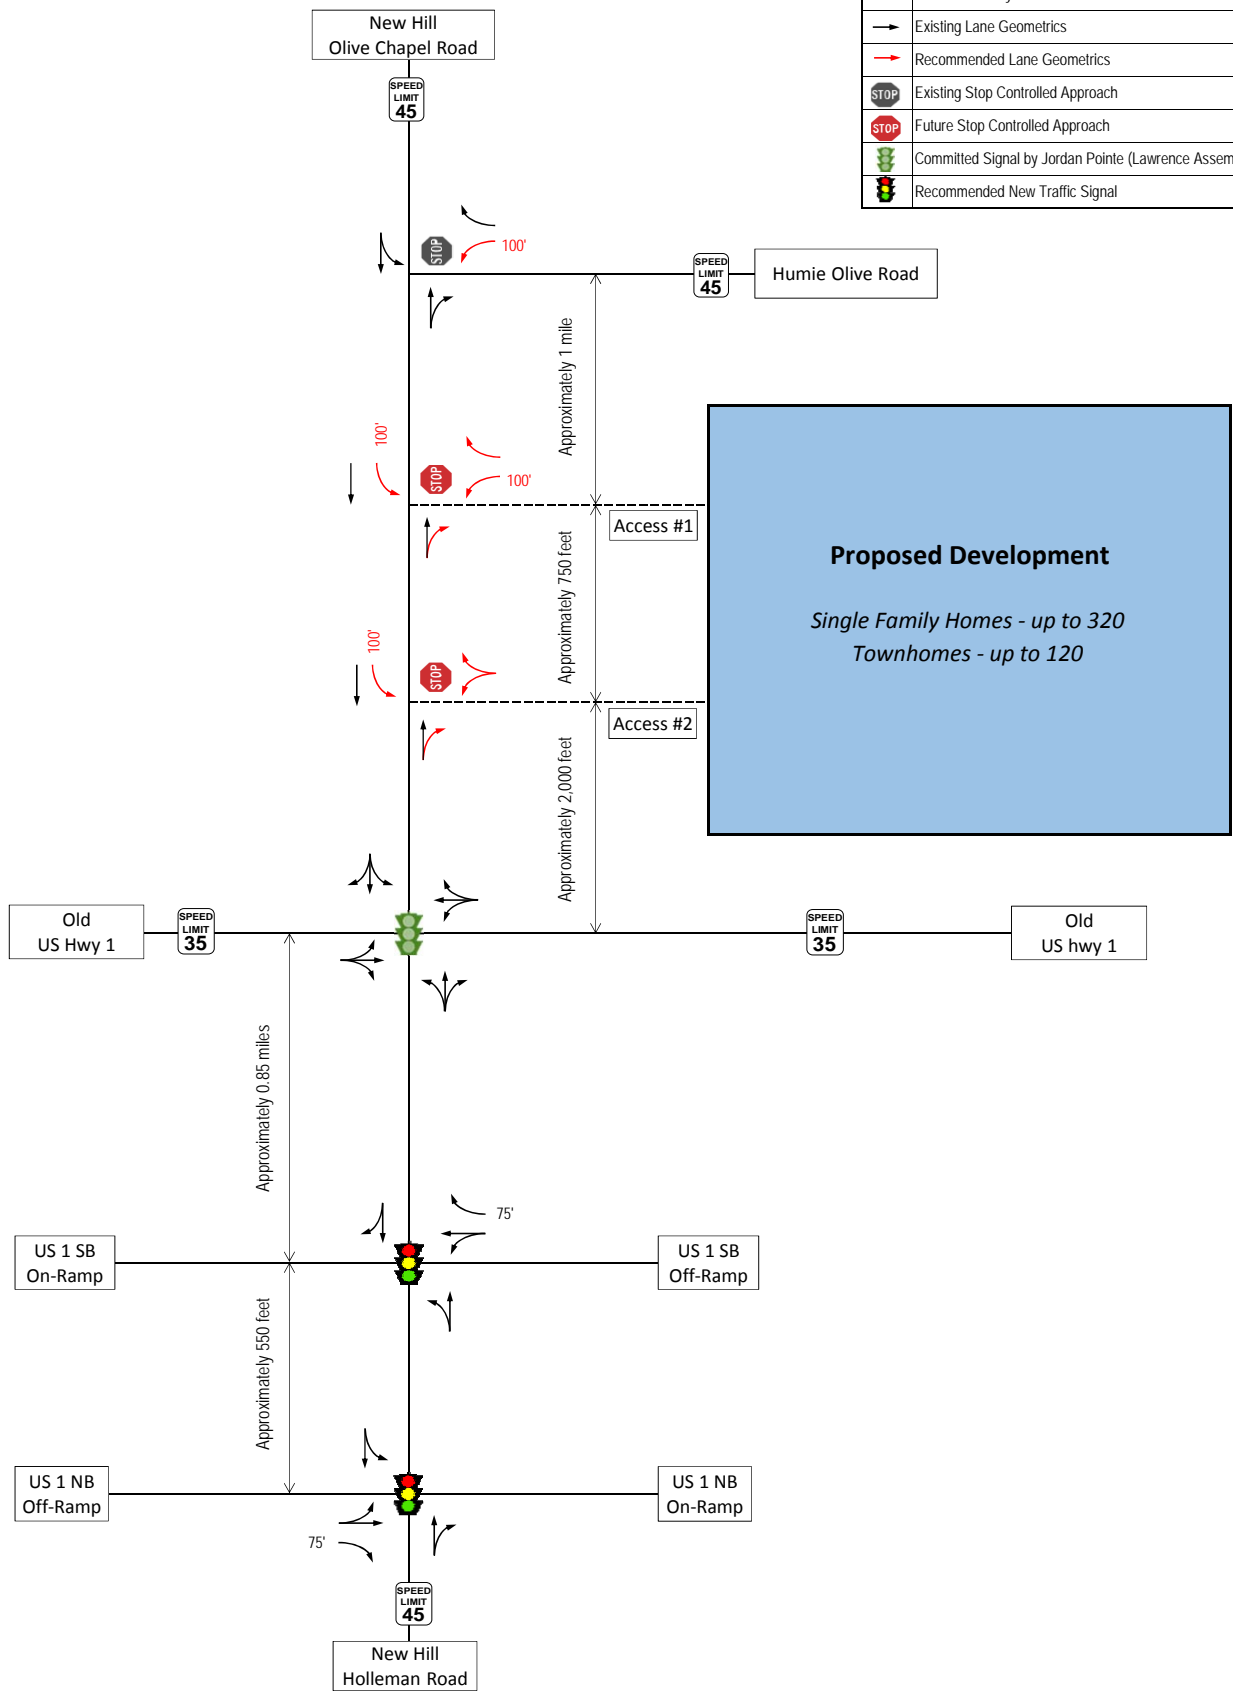 New Hill
Olive Chapel Road
Existing Lane Geometrics
Recommended Lane Geometrics
STOP
Existing Stop Controlled Approach
STOP
Future Stop Controlled Approach
Committed Signal by Jordan Pointe (Lawrence Assem
Recommended New Traffic Signal
SPEED
LIMIT
45
STOP
100'
SPEED
LIMIT
45
Humie Olive Road
Approximately 1 mile
100'
STOP
100'
Access #1
Proposed Development
Single Family Homes - up to 320
Townhomes - up to 120
Approximately 750 feet
100'
STOP
Access #2
Approximately 2,000 feet
Old
US Hwy 1
SPEED
LIMIT
35
SPEED
LIMIT
35
Old
US hwy 1
Approximately 0.85 miles
75'
US 1 SB
On-Ramp
US 1 SB
Off-Ramp
Approximately 550 feet
US 1 NB
Off-Ramp
US 1 NB
On-Ramp
75'
SPEED
LIMIT
45
New Hill
Holleman Road